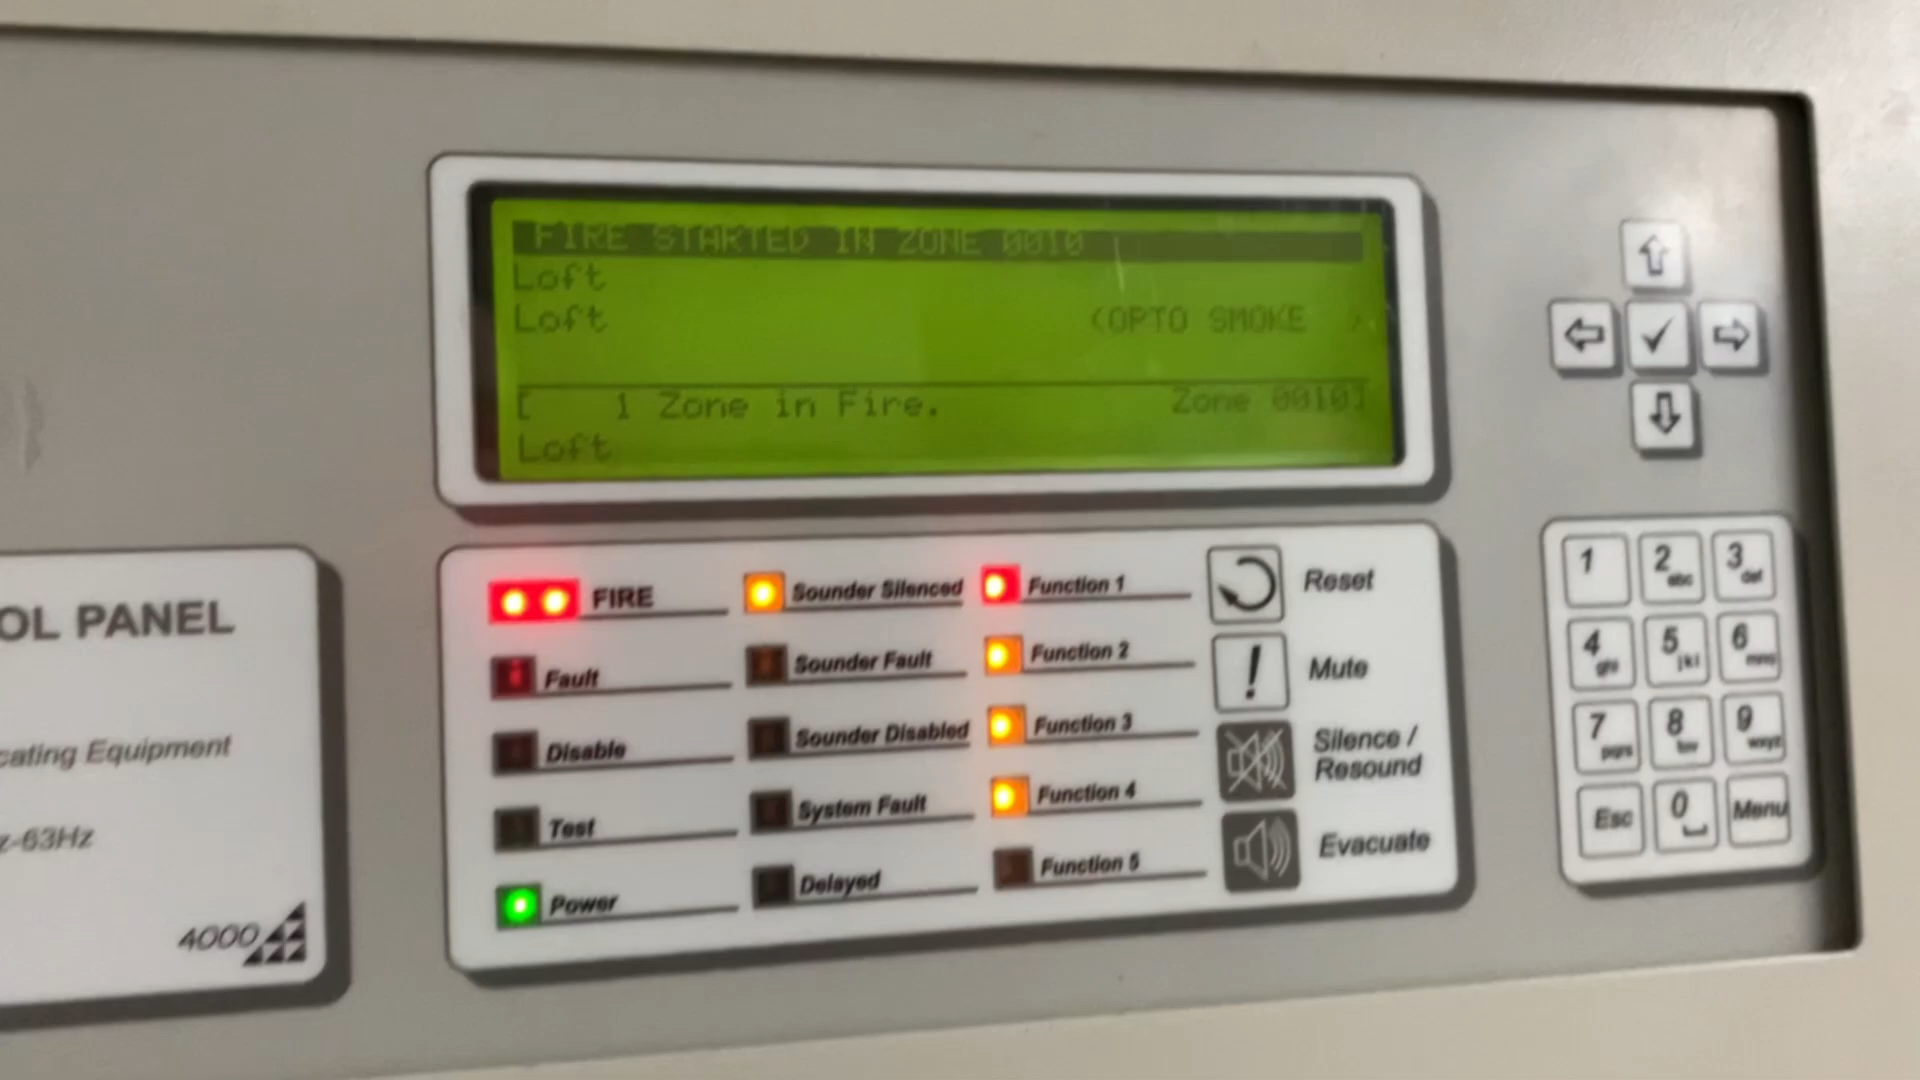 FIRE STARTED IN ZONE 0010
Loft
Loft <OPTO SMOKE >
[ 1 Zone in Fire. Zone 0010]
Loft
OL PANEL
cating Equipment
z-63Hz
4000
FIRE
Fault
Disable
Test
Power
Sounder Silenced
Sounder Fault
Sounder Disabled
System Fault
Delayed
Function 1
Function 2
Function 3
Function 4
Function 5
Reset
! Mute
Silence /
Resound
Evacuate
1 2 abc 3 def
4 ghi 5 jkl 6 mno
7 pqrs 8 tuv 9 wxyz
Esc 0 Menu